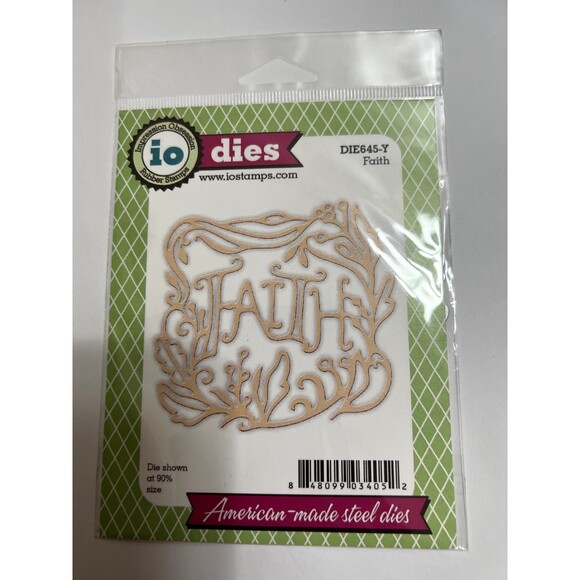 Impression Obsession
io
Rubber Stamps
dies
www.iostamps.com
DIE645-Y
Faith
FAITH
Die shown
at 90%
size
8 48099 03405 2
American-made steel dies